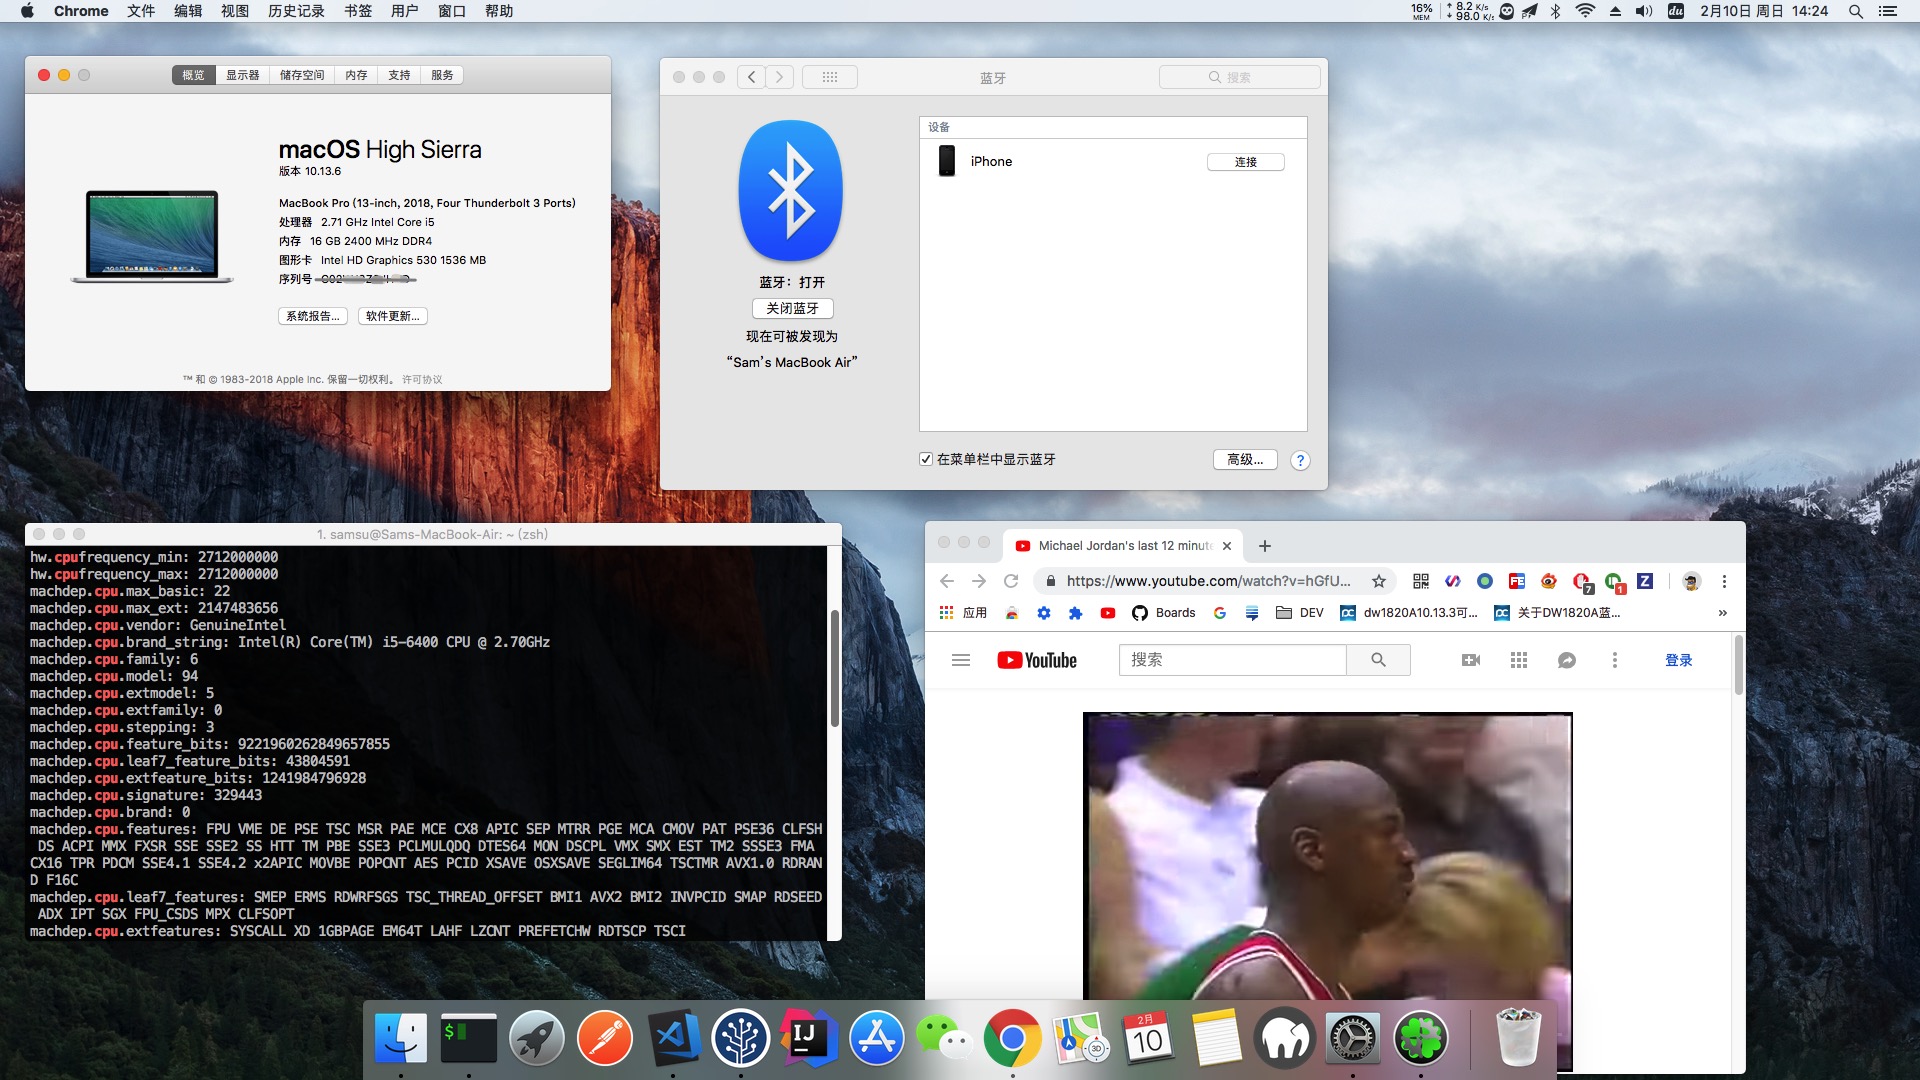 Chrome 文件 编辑 视图 历史记录 书签 用户 窗口 帮助
16% MEM 8.2 K/s 98.0 K/s du 2月10日 周日 14:24
概览 显示器 储存空间 内存 支持 服务
macOS High Sierra
版本 10.13.6
MacBook Pro (13-inch, 2018, Four Thunderbolt 3 Ports)
处理器 2.71 GHz Intel Core i5
内存 16 GB 2400 MHz DDR4
图形卡 Intel HD Graphics 530 1536 MB
序列号
系统报告... 软件更新...
™ 和 © 1983-2018 Apple Inc. 保留一切权利。 许可协议
蓝牙
搜索
设备
iPhone 连接
蓝牙：打开
关闭蓝牙
现在可被发现为
“Sam’s MacBook Air”
在菜单栏中显示蓝牙 高级... ?
1. samsu@Sams-MacBook-Air: ~ (zsh)
hw.cpufrequency_min: 2712000000
hw.cpufrequency_max: 2712000000
machdep.cpu.max_basic: 22
machdep.cpu.max_ext: 2147483656
machdep.cpu.vendor: GenuineIntel
machdep.cpu.brand_string: Intel(R) Core(TM) i5-6400 CPU @ 2.70GHz
machdep.cpu.family: 6
machdep.cpu.model: 94
machdep.cpu.extmodel: 5
machdep.cpu.extfamily: 0
machdep.cpu.stepping: 3
machdep.cpu.feature_bits: 9221960262849657855
machdep.cpu.leaf7_feature_bits: 43804591
machdep.cpu.extfeature_bits: 1241984796928
machdep.cpu.signature: 329443
machdep.cpu.brand: 0
machdep.cpu.features: FPU VME DE PSE TSC MSR PAE MCE CX8 APIC SEP MTRR PGE MCA CMOV PAT PSE36 CLFSH
DS ACPI MMX FXSR SSE SSE2 SS HTT TM PBE SSE3 PCLMULQDQ DTES64 MON DSCPL VMX SMX EST TM2 SSSE3 FMA
CX16 TPR PDCM SSE4.1 SSE4.2 x2APIC MOVBE POPCNT AES PCID XSAVE OSXSAVE SEGLIM64 TSCTMR AVX1.0 RDRAN
D F16C
machdep.cpu.leaf7_features: SMEP ERMS RDWRFSGS TSC_THREAD_OFFSET BMI1 AVX2 BMI2 INVPCID SMAP RDSEED
ADX IPT SGX FPU_CSDS MPX CLFSOPT
machdep.cpu.extfeatures: SYSCALL XD 1GBPAGE EM64T LAHF LZCNT PREFETCHW RDTSCP TSCI
Michael Jordan's last 12 minute
https://www.youtube.com/watch?v=hGfU... FE 7 1 Z
应用 Boards DEV dw1820A10.13.3可... 关于DW1820A蓝... »
YouTube 搜索 登录
$ IJ 3D 2月 10